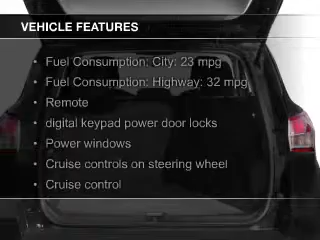 VEHICLE FEATURES
• Fuel Consumption: City: 23 mpg
• Fuel Consumption: Highway: 32 mpg
• Remote
• digital keypad power door locks
• Power windows
• Cruise controls on steering wheel
• Cruise control